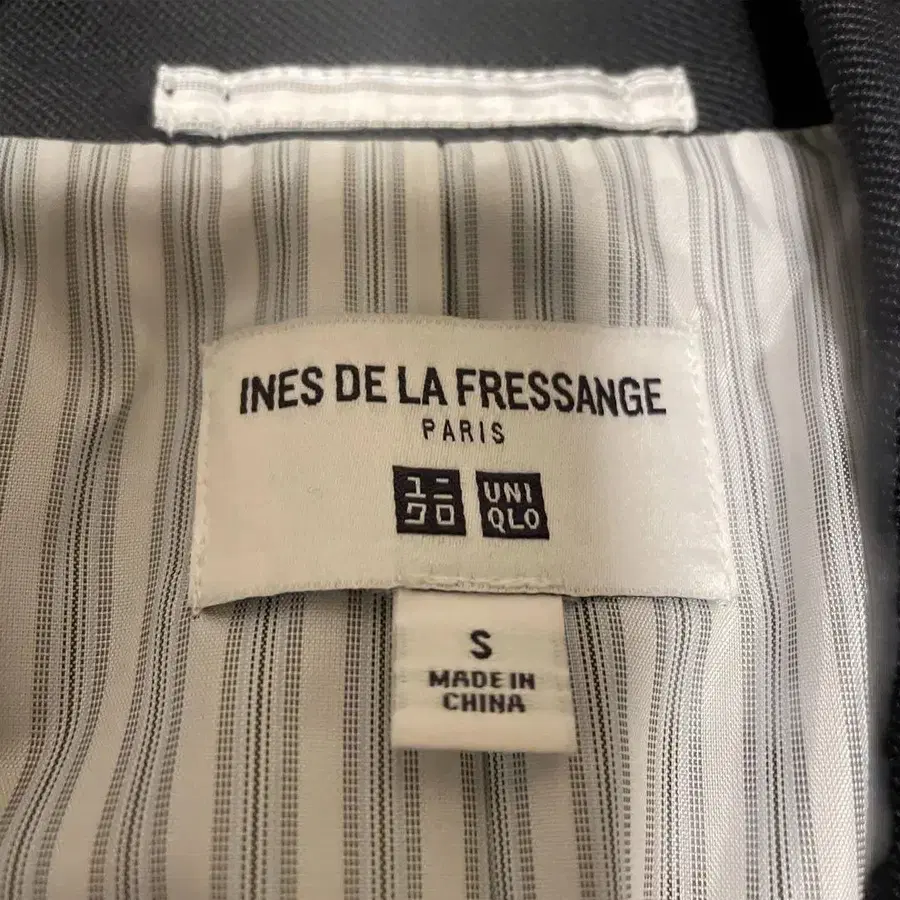 INES DE LA FRESSANGE
PARIS
ユニ UNI
クロ QLO
S
MADE IN
CHINA